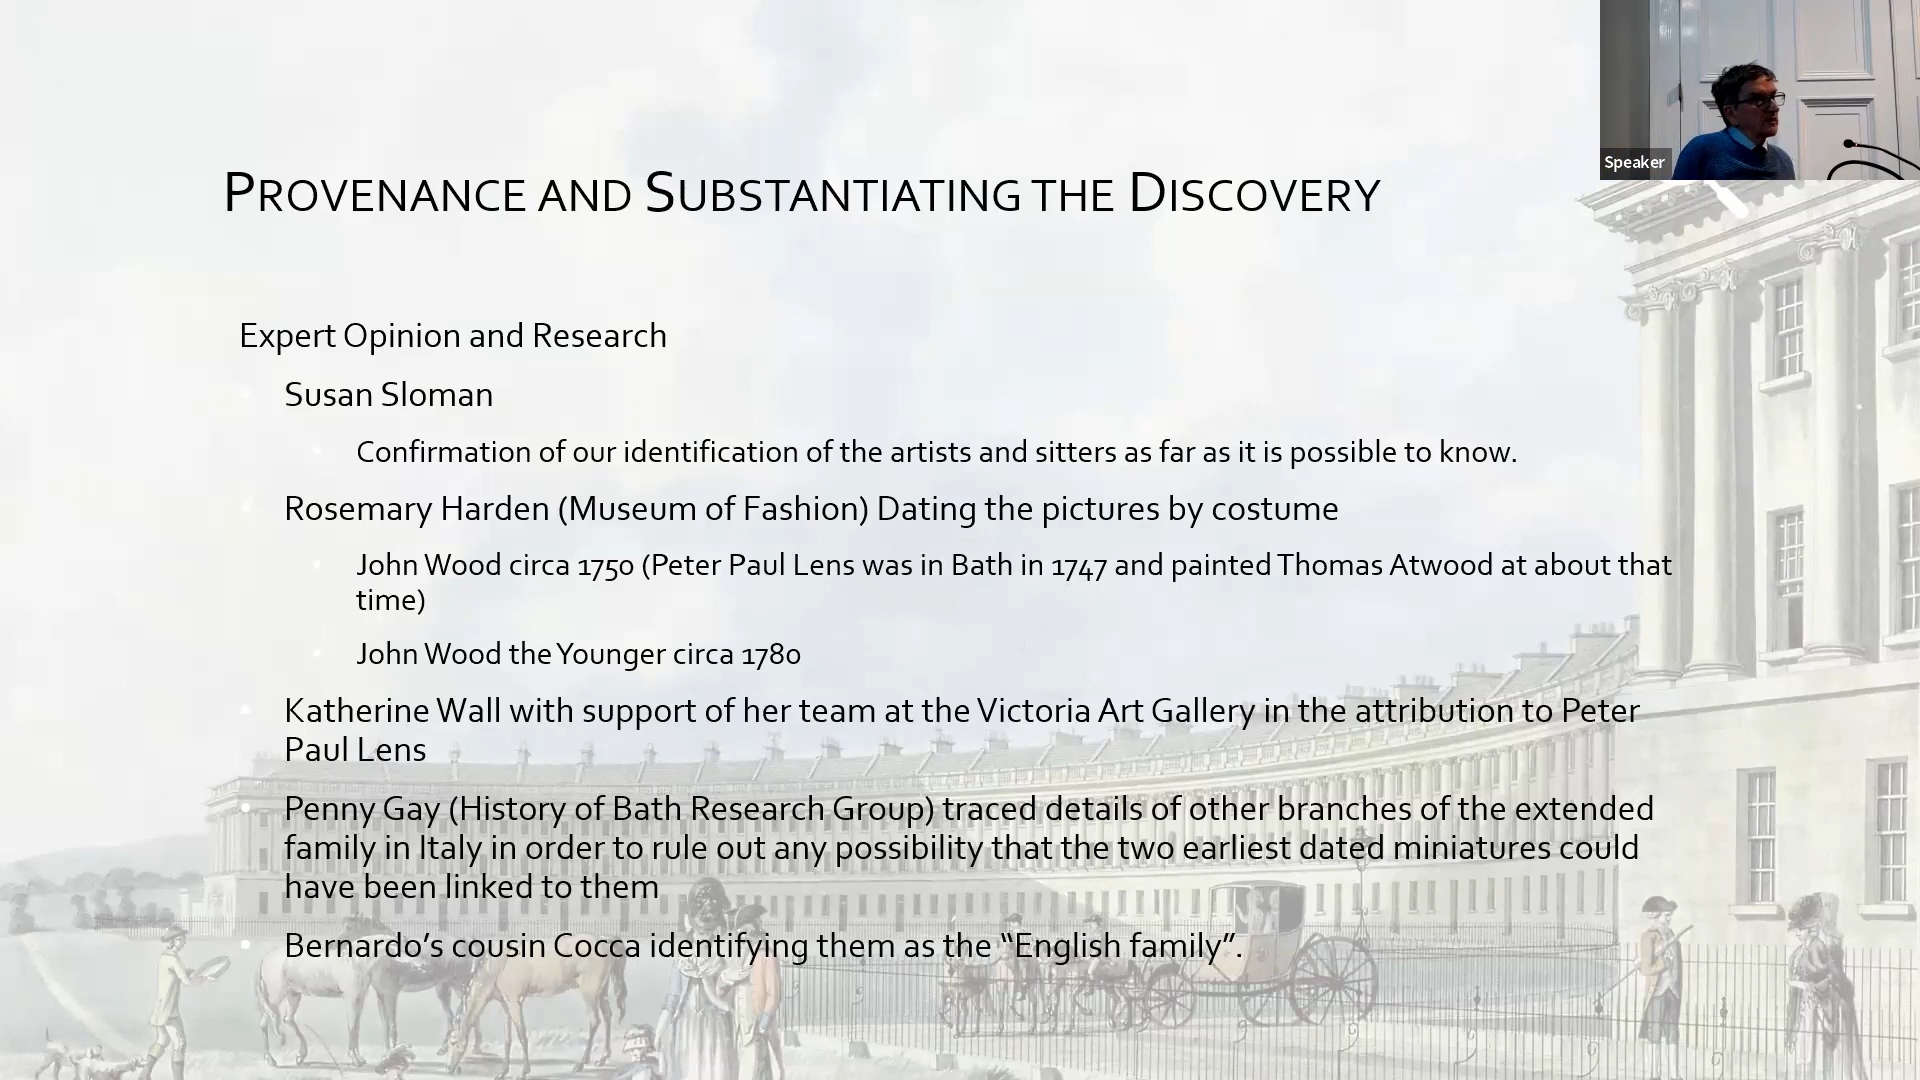 Speaker
PROVENANCE AND SUBSTANTIATING THE DISCOVERY
Expert Opinion and Research
Susan Sloman
Confirmation of our identification of the artists and sitters as far as it is possible to know.
Rosemary Harden (Museum of Fashion) Dating the pictures by costume
John Wood circa 1750 (Peter Paul Lens was in Bath in 1747 and painted Thomas Atwood at about that
time)
John Wood the Younger circa 1780
Katherine Wall with support of her team at the Victoria Art Gallery in the attribution to Peter
Paul Lens
Penny Gay (History of Bath Research Group) traced details of other branches of the extended
family in Italy in order to rule out any possibility that the two earliest dated miniatures could
have been linked to them
Bernardo’s cousin Cocca identifying them as the “English family”.